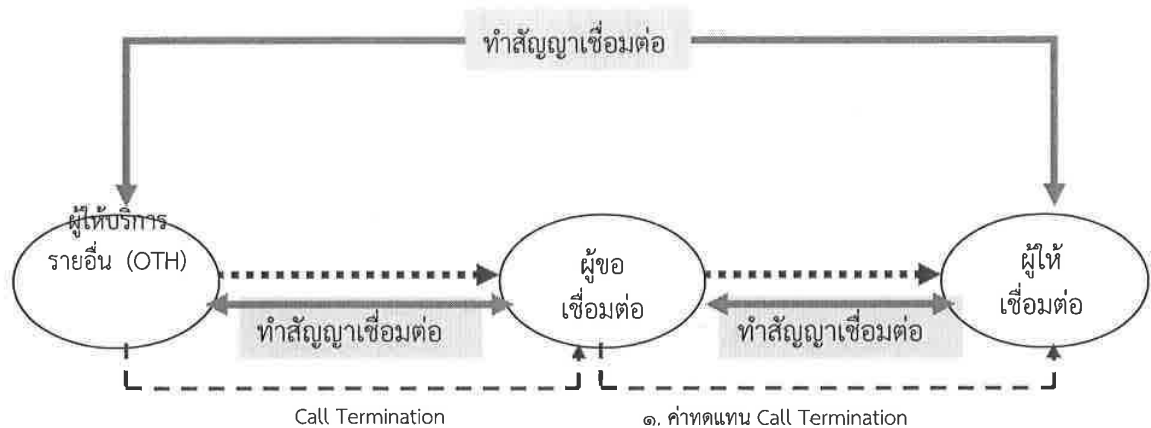 ทำสัญญาเชื่อมต่อ
ผู้ให้บริการ
รายอื่น (OTH)
ผู้ขอ
เชื่อมต่อ
ผู้ให้
เชื่อมต่อ
ทำสัญญาเชื่อมต่อ
ทำสัญญาเชื่อมต่อ
Call Termination
๑. ค่าทดแทน Call Termination